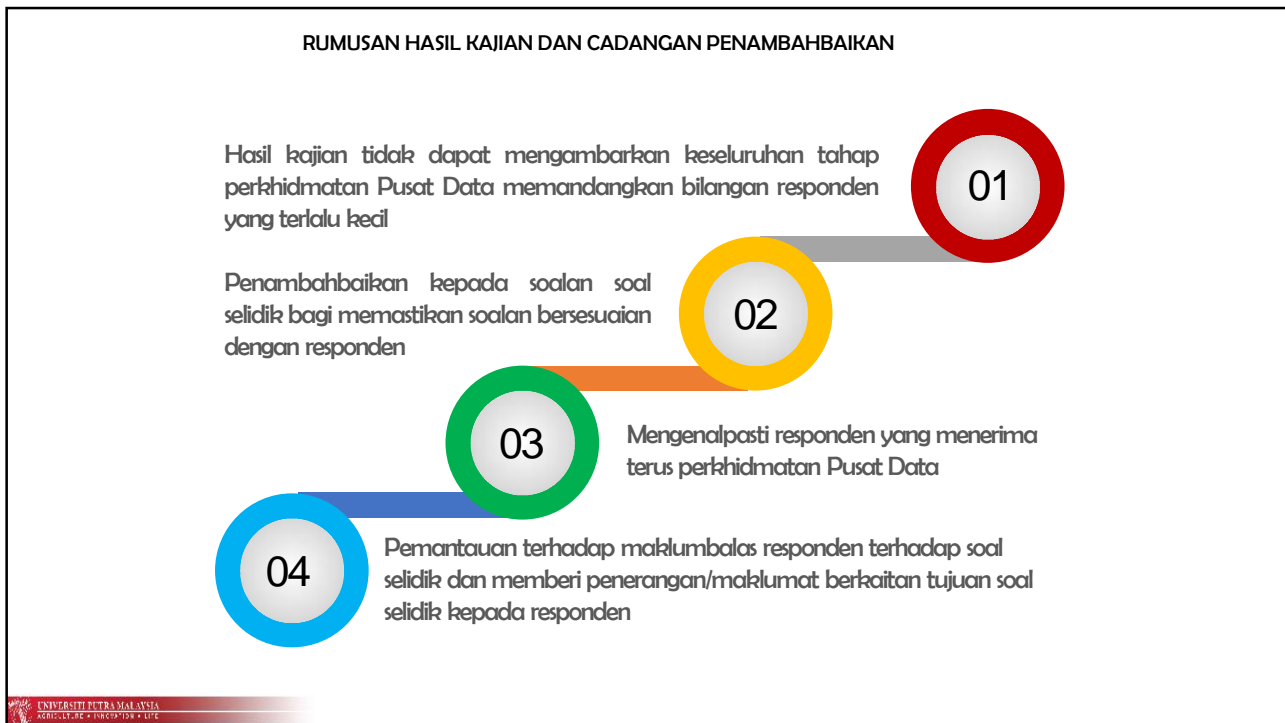 RUMUSAN HASIL KAJIAN DAN CADANGAN PENAMBAHBAIKAN
Hasil kajian tidak dapat mengambarkan keseluruhan tahap
perkhidmatan Pusat Data memandangkan bilangan responden
yang terlalu kecil
01
Penambahbaikan kepada soalan soal
selidik bagi memastikan soalan bersesuaian
dengan responden
02
03
Mengenalpasti responden yang menerima
terus perkhidmatan Pusat Data
04
Pemantauan terhadap maklumbalas responden terhadap soal
selidik dan memberi penerangan/maklumat berkaitan tujuan soal
selidik kepada responden
UNIVERSITI PUTRA MALAYSIA
AGRICULTURE • INNOVATION • LIFE